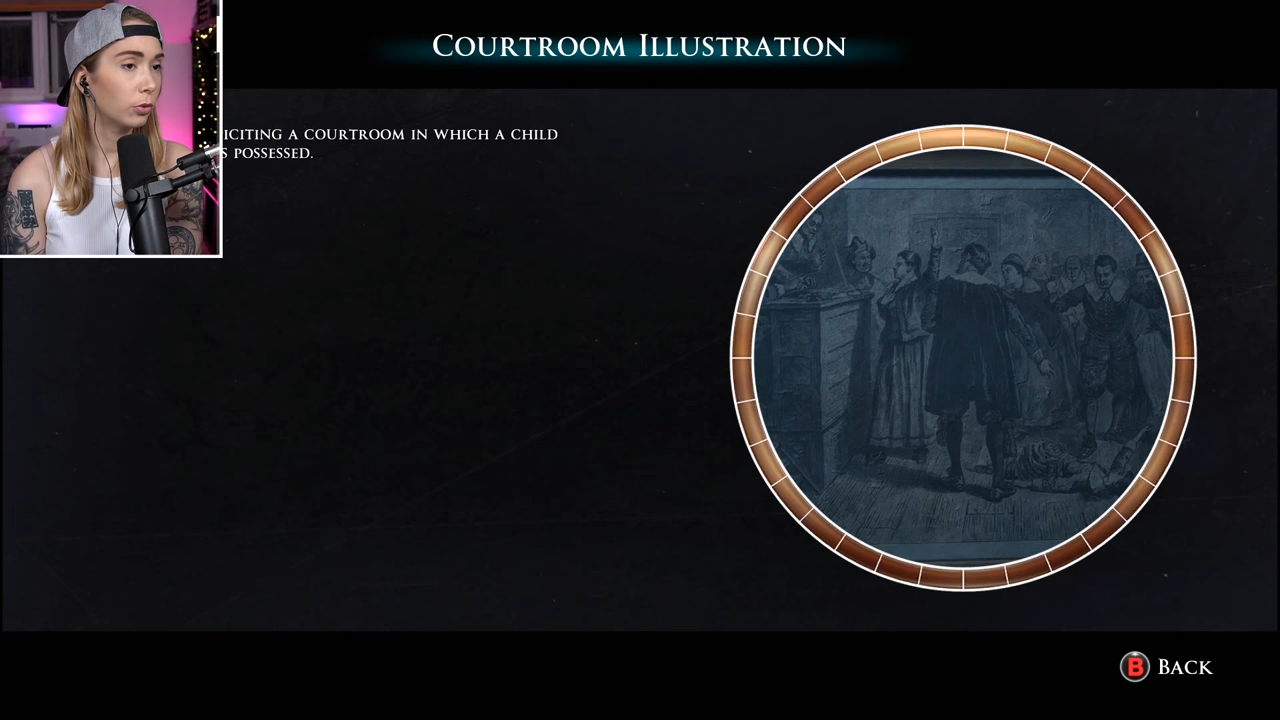 Courtroom Illustration
iciting a courtroom in which a child
s possessed.
B Back